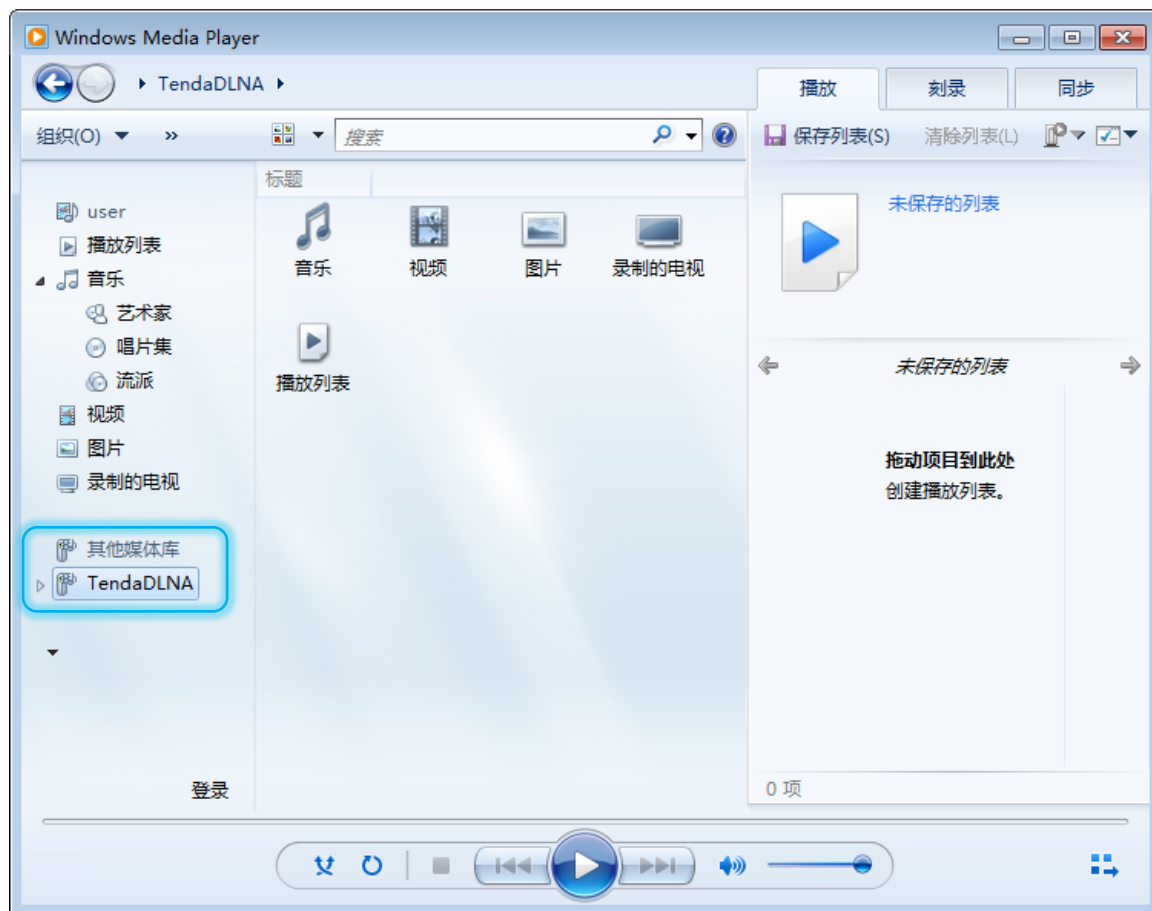 Windows Media Player
TendaDLNA
播放
刻录
同步
组织(O)
»
搜索
保存列表(S)
清除列表(L)
标题
user
播放列表
音乐
艺术家
唱片集
流派
视频
图片
录制的电视
其他媒体库
TendaDLNA
登录
音乐
视频
图片
录制的电视
播放列表
未保存的列表
未保存的列表
拖动项目到此处
创建播放列表。
0 项